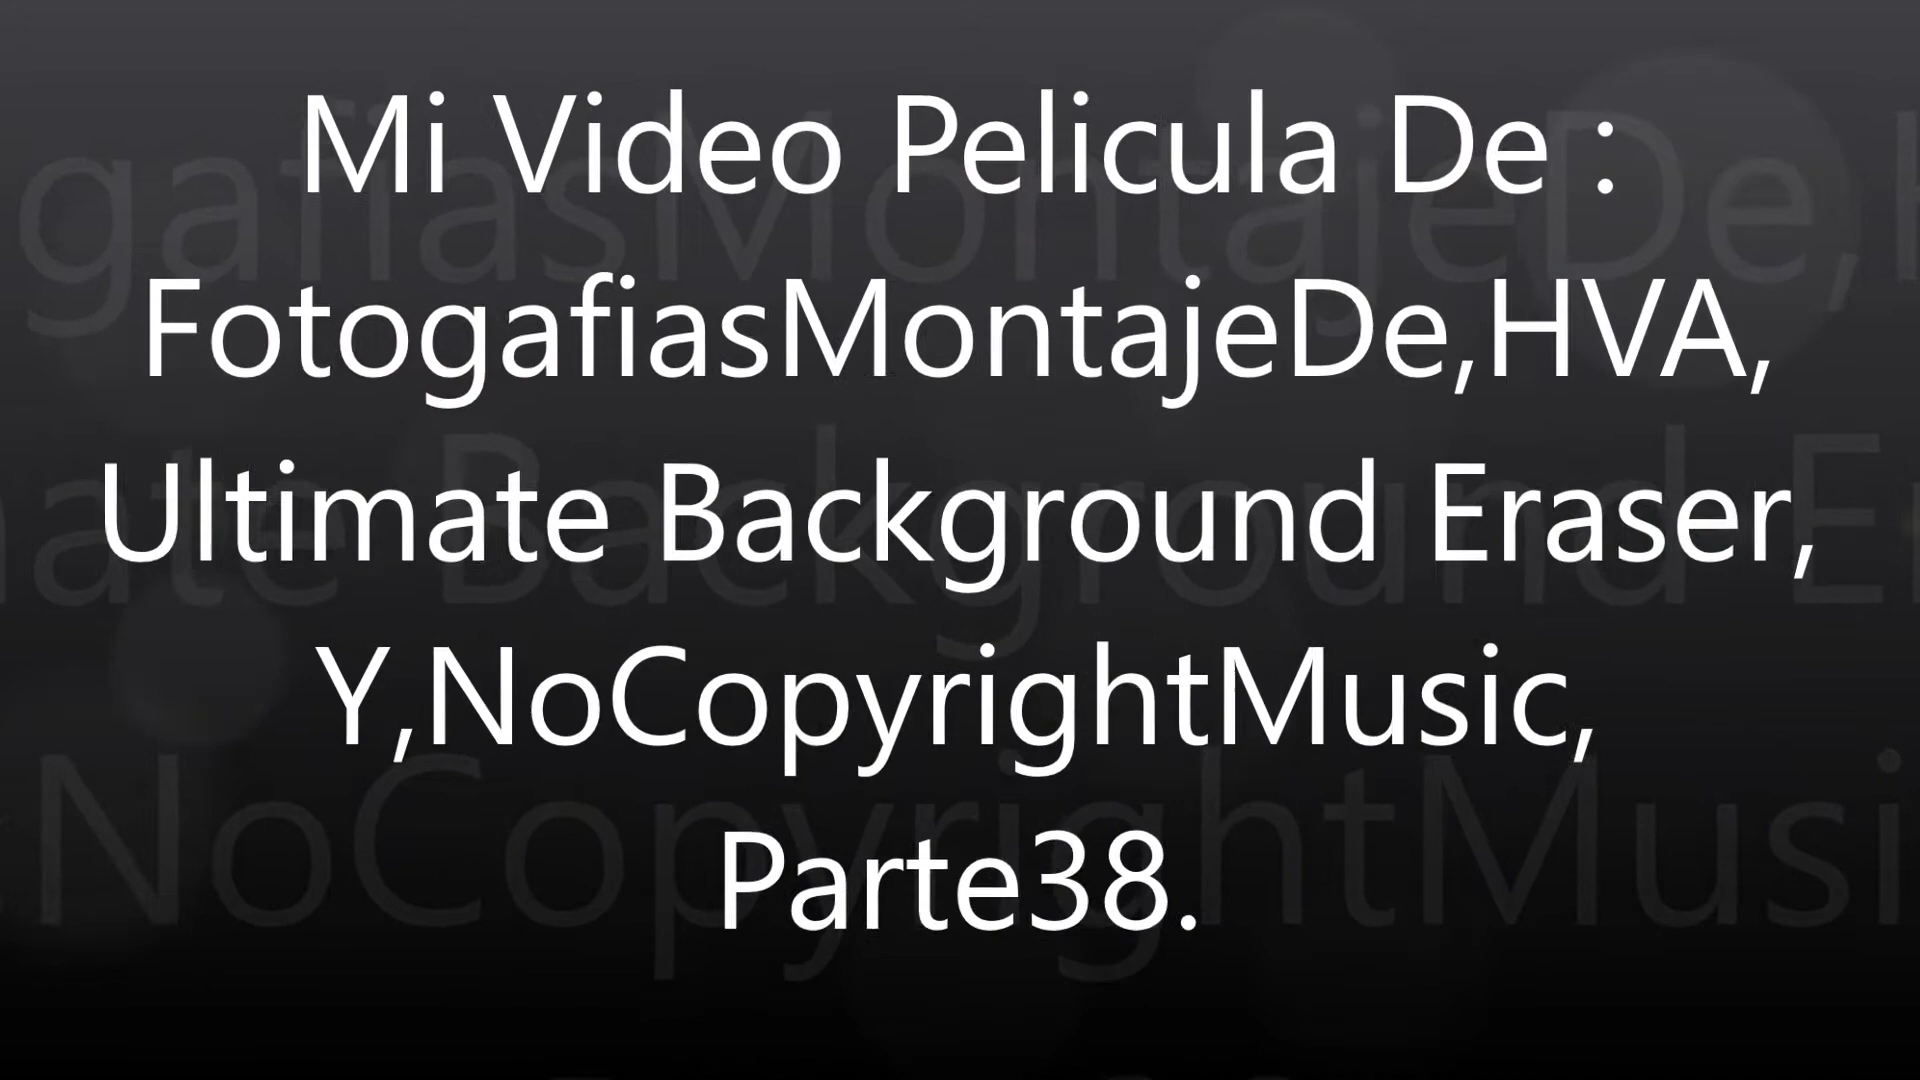 Mi Video Pelicula De :
FotogafiasMontajeDe,HVA,
Ultimate Background Eraser,
Y,NoCopyrightMusic,
Parte38.